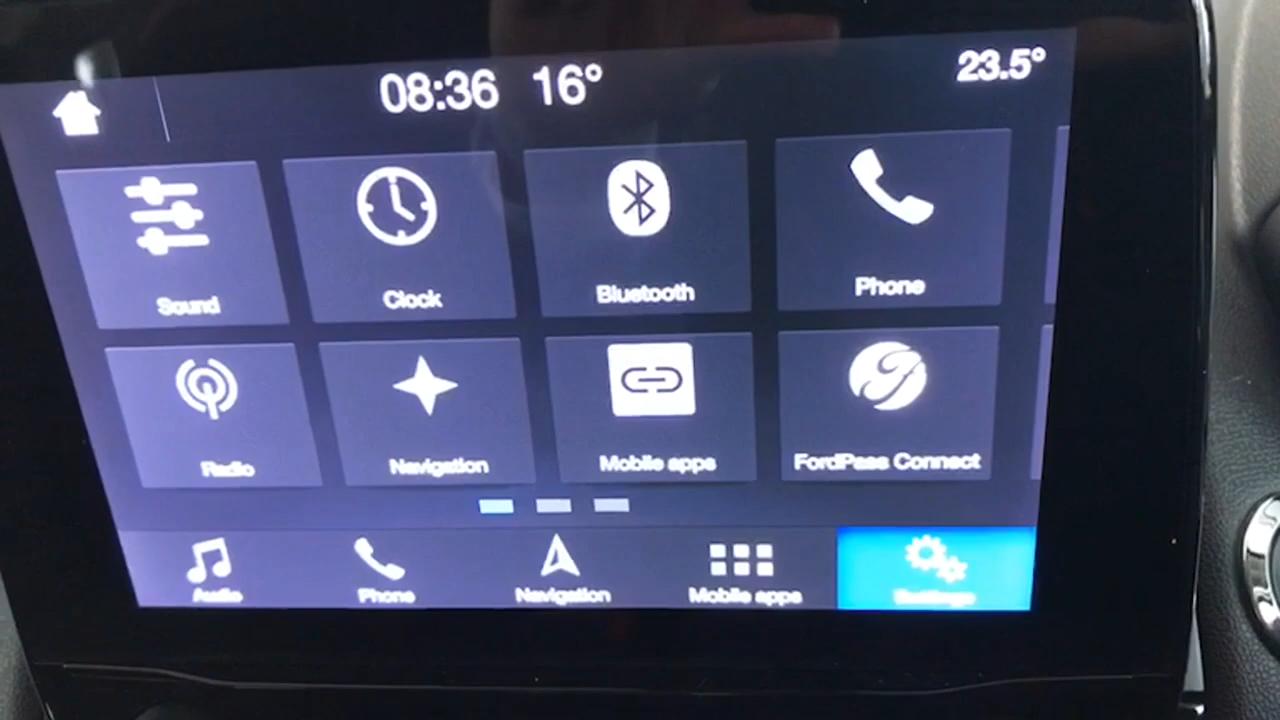 08:36 16° 23.5°
Sound Clock Bluetooth Phone
Radio Navigation Mobile apps FordPass Connect
Audio Phone Navigation Mobile apps Settings